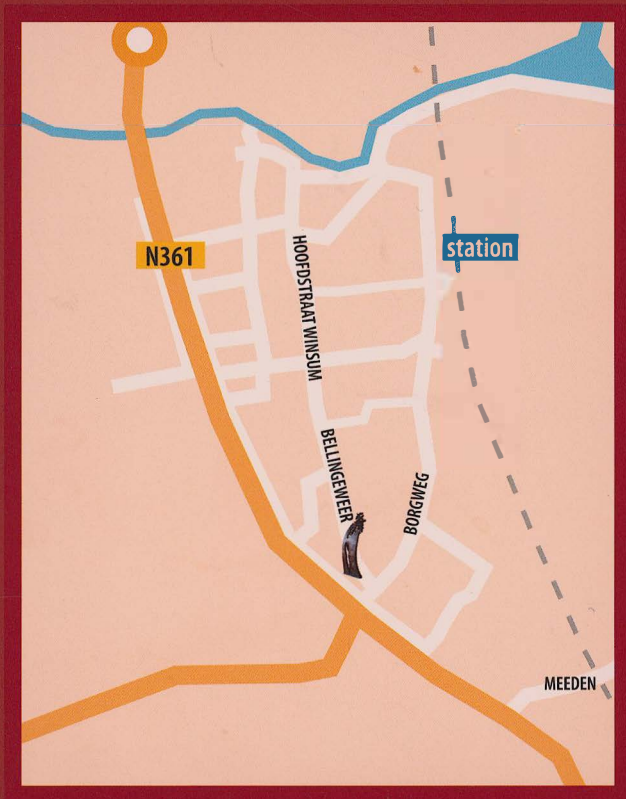 N361
station
HOOFDSTRAAT WINSUM
BELLINGEWEER
BORGWEG
MEEDEN